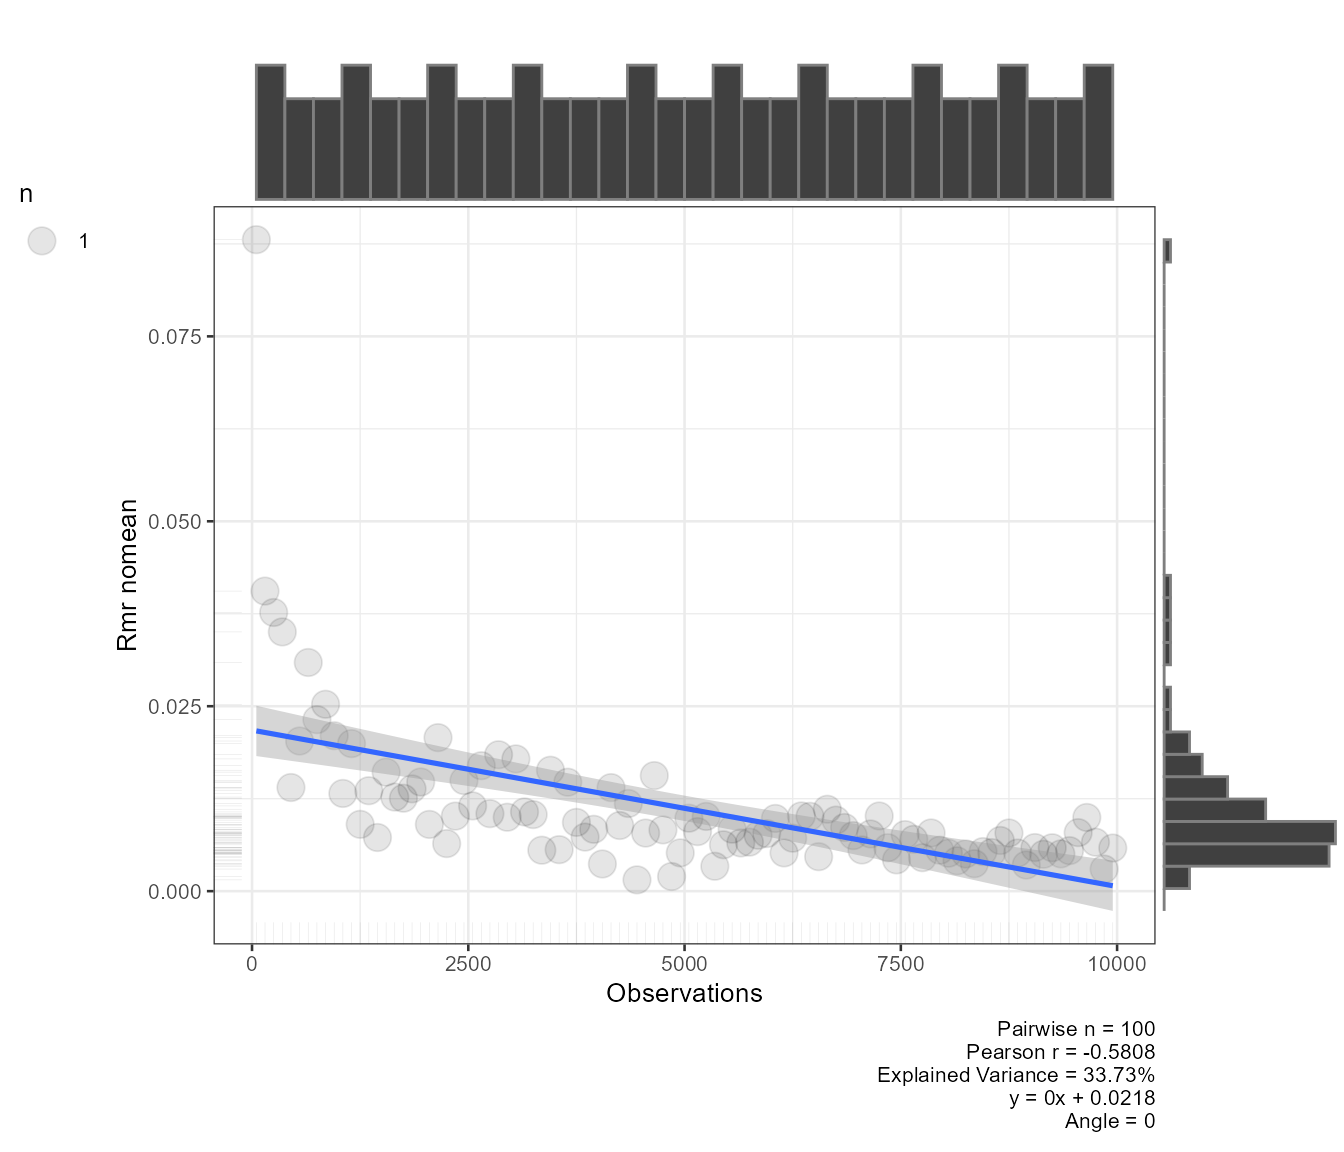 n
1
Rmr nomean
0.075
0.050
0.025
0.000
0
2500
5000
7500
10000
Observations
Pairwise n = 100
Pearson r = -0.5808
Explained Variance = 33.73%
y = 0x + 0.0218
Angle = 0